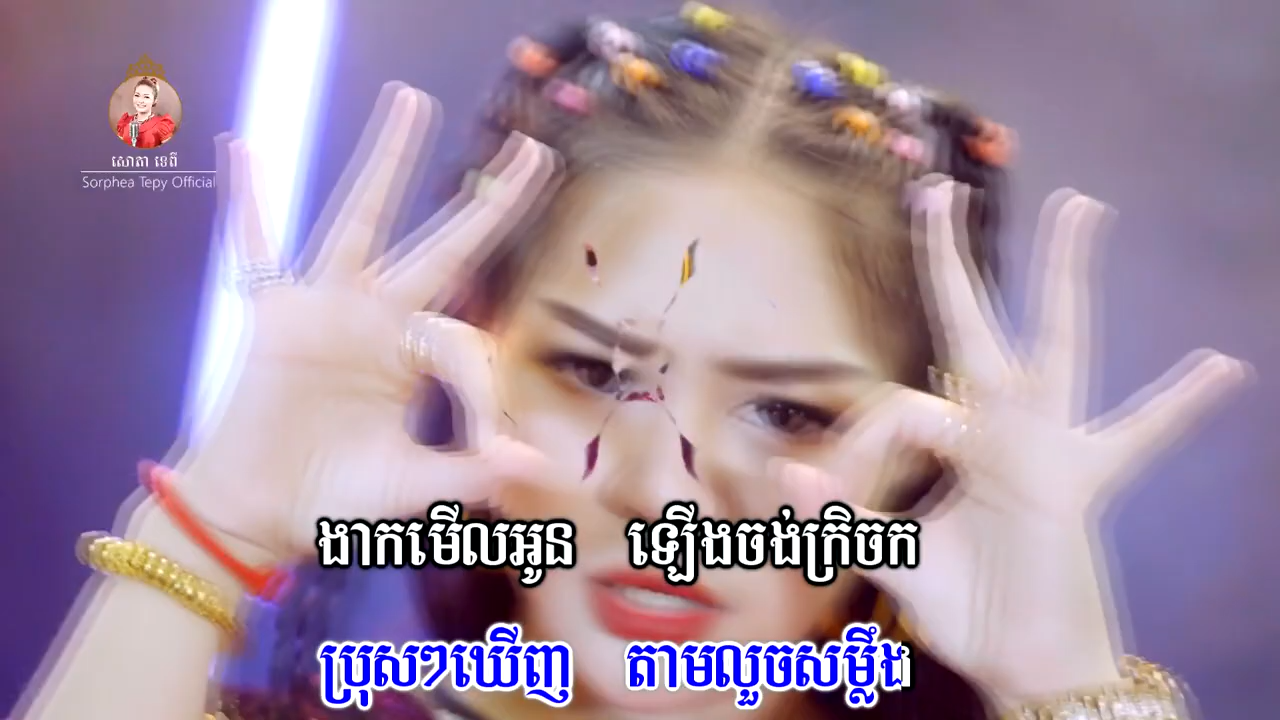 សោភា ទេពី
Sorphea Tepy Official
ងាកមើលអូន ឡើងចង់ក្រិចក
ប្រុសៗឃើញ តាមលួចសម្លឹង